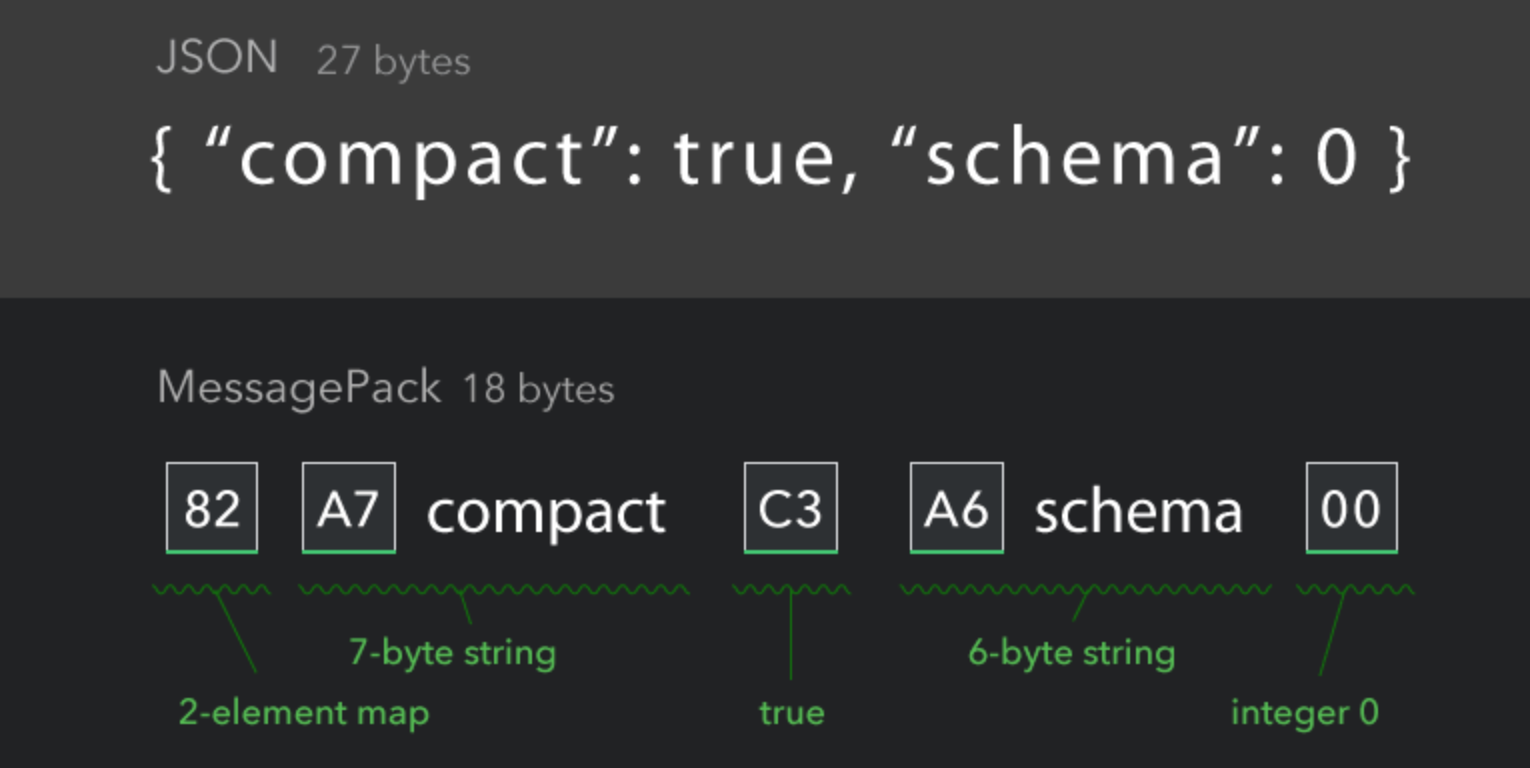 JSON 27 bytes
{ “compact”: true, “schema”: 0 }
MessagePack 18 bytes
82 A7 compact C3 A6 schema 00
7-byte string 6-byte string
2-element map true integer 0